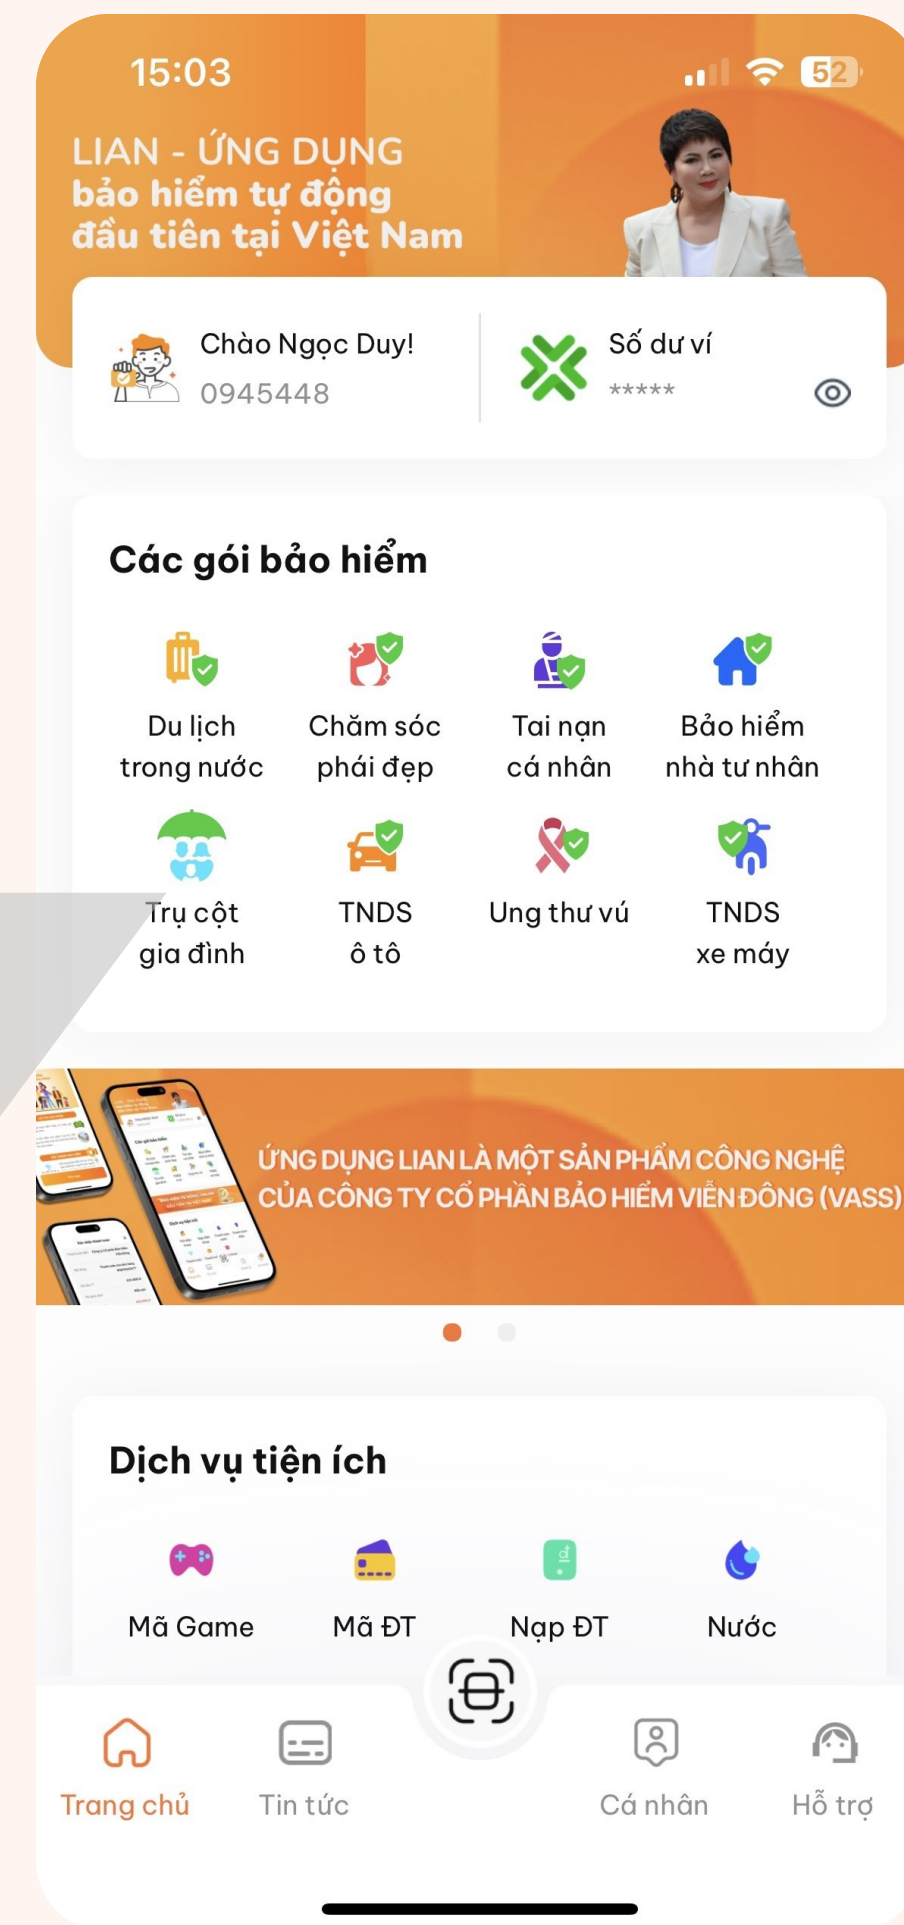 15:03
52
LIAN - ỨNG DỤNG
bảo hiểm tự động
đầu tiên tại Việt Nam
Chào Ngọc Duy!
0945448
Số dư ví
*****
Các gói bảo hiểm
Du lịch
trong nước
Chăm sóc
phái đẹp
Tai nạn
cá nhân
Bảo hiểm
nhà tư nhân
Trụ cột
gia đình
TNDS
ô tô
Ung thư vú
TNDS
xe máy
ỨNG DỤNG LIAN LÀ MỘT SẢN PHẨM CÔNG NGHỆ
CỦA CÔNG TY CỔ PHẦN BẢO HIỂM VIỄN ĐÔNG (VASS)
Dịch vụ tiện ích
Mã Game
Mã ĐT
Nạp ĐT
Nước
Trang chủ
Tin tức
Cá nhân
Hỗ trợ